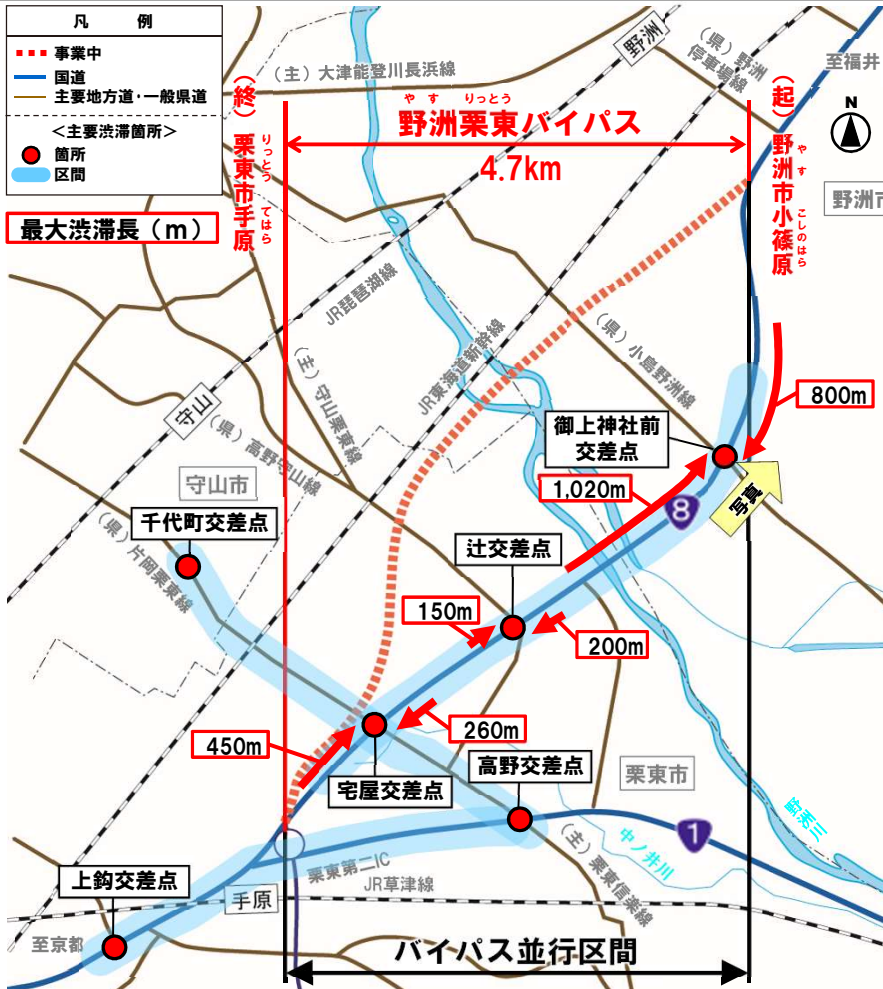 凡 例
事業中
国道
主要地方道・一般県道
<主要渋滞箇所>
箇所
区間
最大渋滞長（m）
（主）大津能登川長浜線
野洲
（県）野洲
停車場線
至福井
N
野洲市
（終）栗東市手原
りっとう てはら
やす りっとう
野洲栗東バイパス
4.7km
（起）野洲市小篠原
やす こしのはら
JR琵琶湖線
JR東海道新幹線
（主）守山栗東線
（県）小島野洲線
守山
（県）高野守山線
守山市
（県）片岡栗東線
千代町交差点
御上神社前
交差点
800m
1,020m
写真
8
辻交差点
150m
200m
260m
450m
宅屋交差点
高野交差点
栗東市
野洲川
中ノ井川
1
（主）栗東信楽線
栗東第二IC
JR草津線
上鈎交差点
手原
至京都
バイパス並行区間